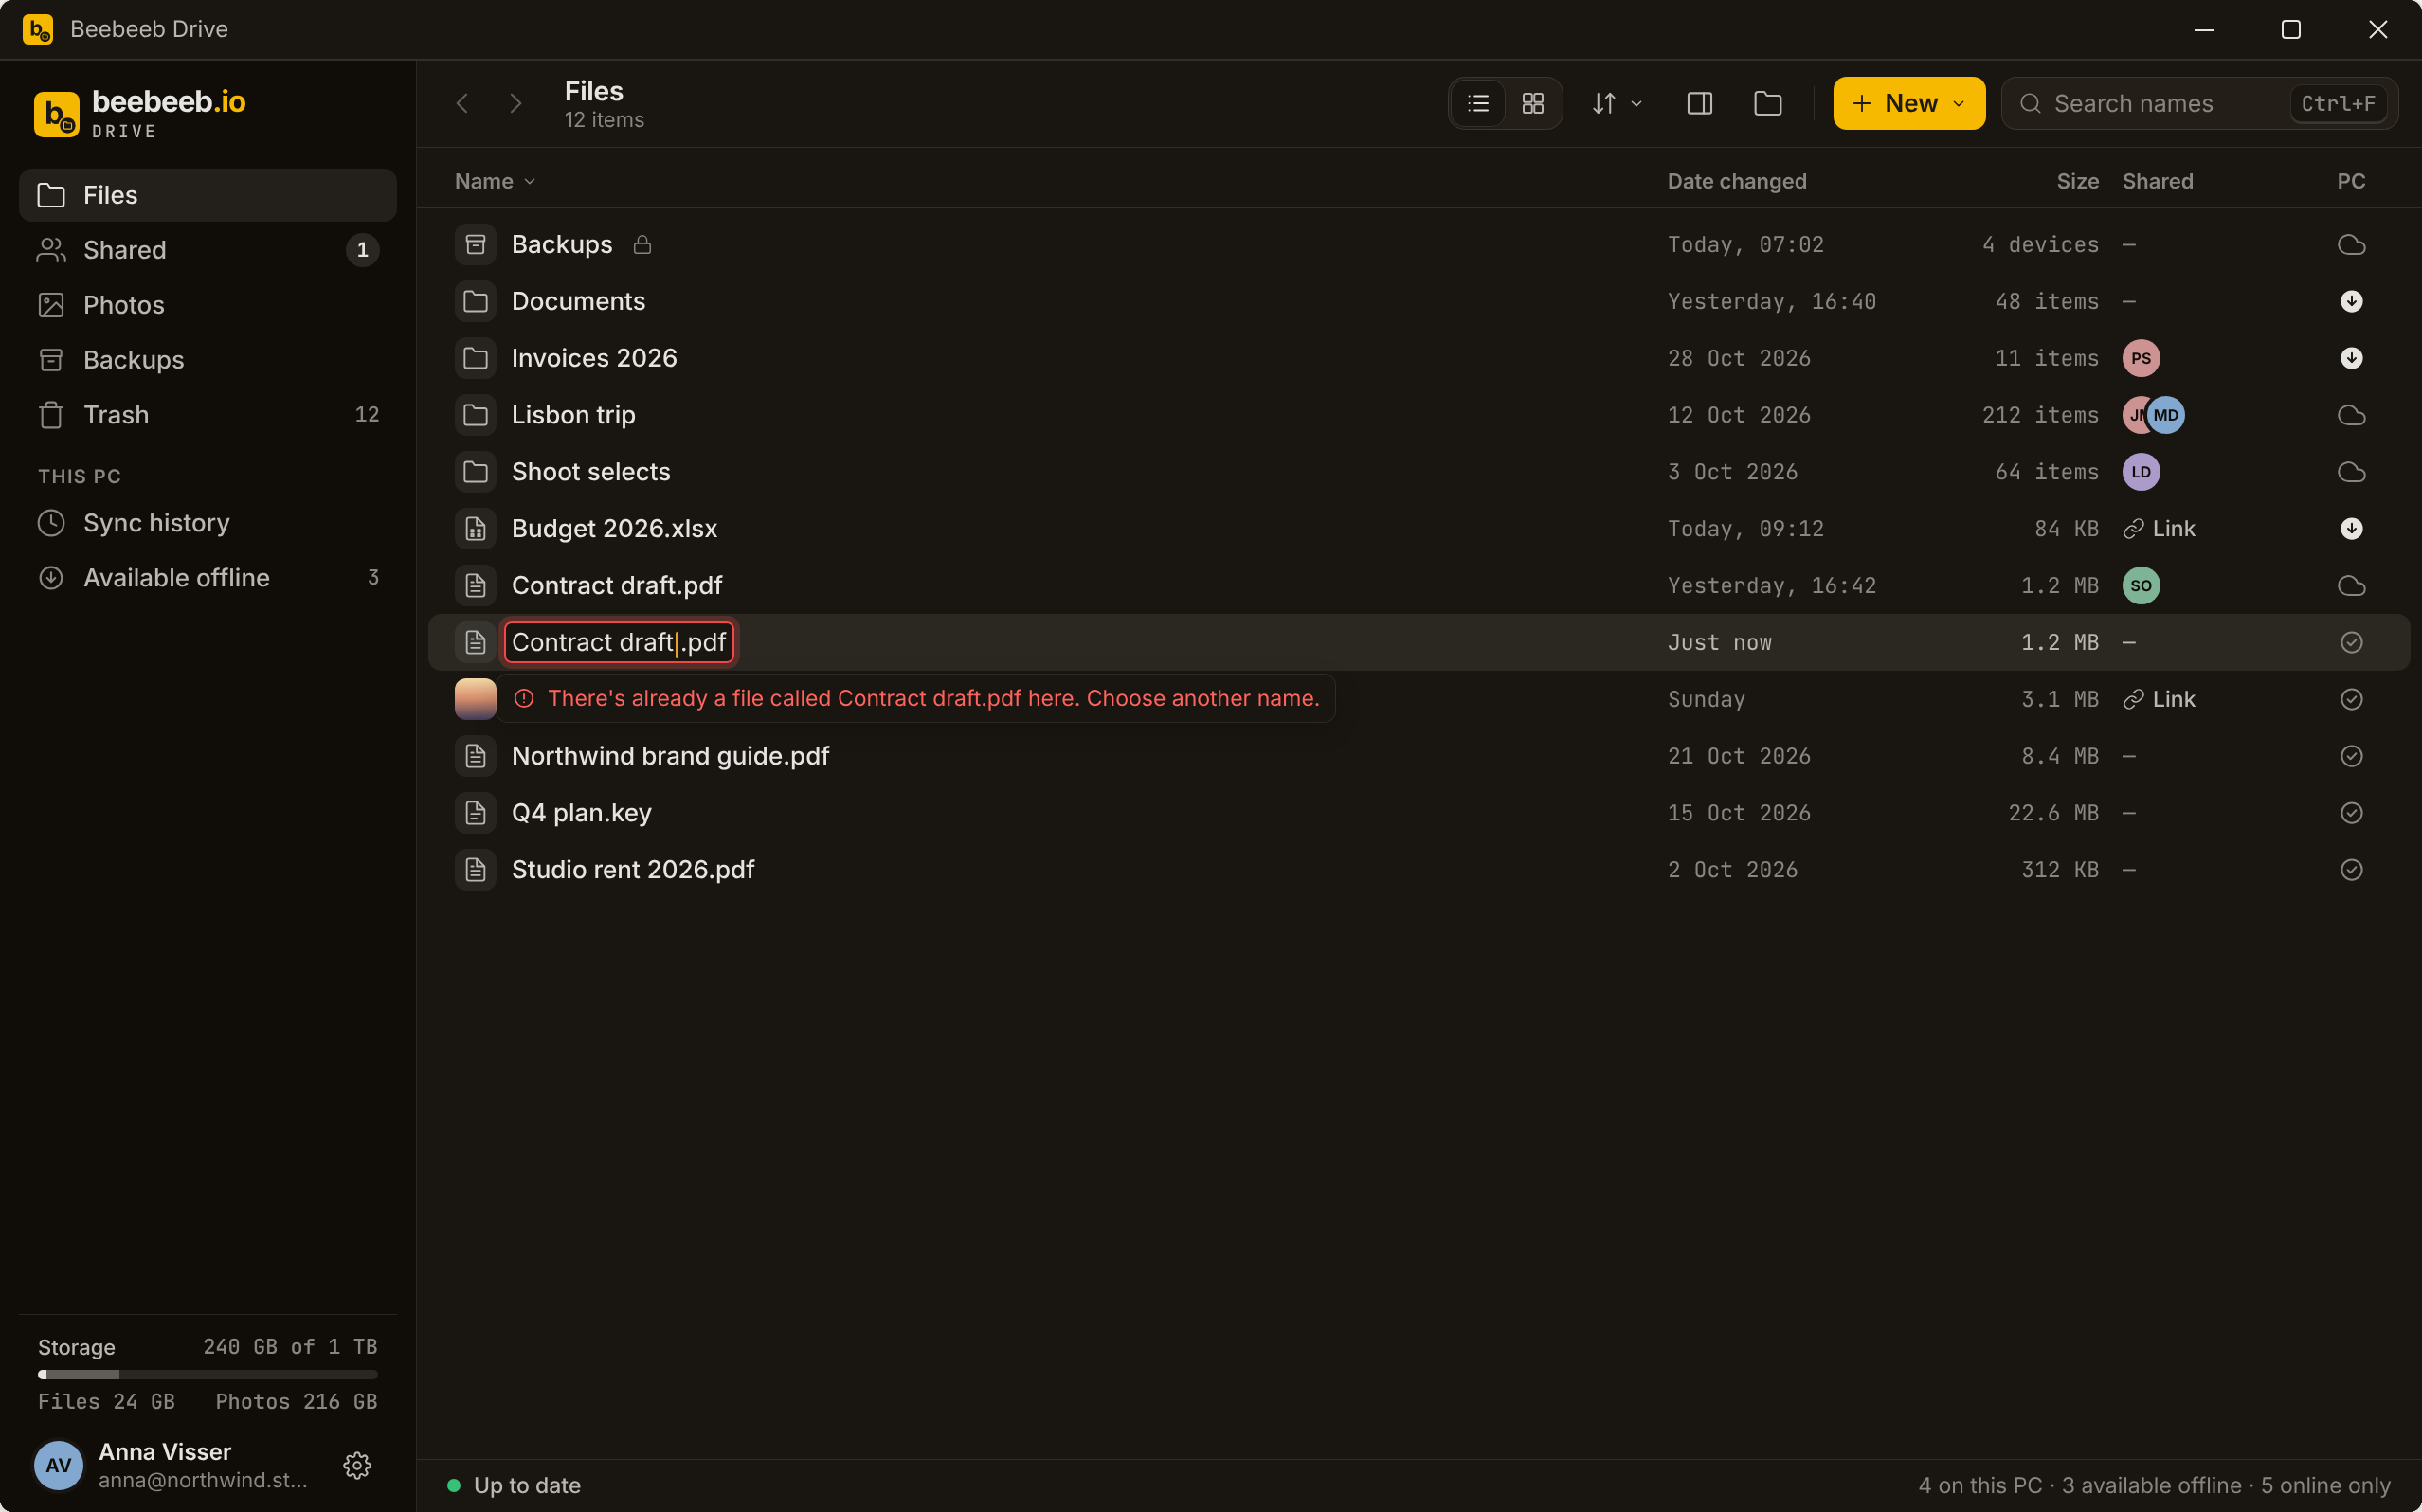 Beebeeb Drive
beebeeb.io
DRIVE
Files
Shared 1
Photos
Backups
Trash 12
THIS PC
Sync history
Available offline 3
Storage 240 GB of 1 TB
Files 24 GB Photos 216 GB
AV Anna Visser
anna@northwind.st...
Files
12 items
New
Search names Ctrl+F
Name Date changed Size Shared PC
Backups Today, 07:02 4 devices –
Documents Yesterday, 16:40 48 items –
Invoices 2026 28 Oct 2026 11 items PS
Lisbon trip 12 Oct 2026 212 items MD
Shoot selects 3 Oct 2026 64 items LD
Budget 2026.xlsx Today, 09:12 84 KB Link
Contract draft.pdf Yesterday, 16:42 1.2 MB SO
Contract draft.pdf Just now 1.2 MB –
There's already a file called Contract draft.pdf here. Choose another name. Sunday 3.1 MB Link
Northwind brand guide.pdf 21 Oct 2026 8.4 MB –
Q4 plan.key 15 Oct 2026 22.6 MB –
Studio rent 2026.pdf 2 Oct 2026 312 KB –
Up to date 4 on this PC · 3 available offline · 5 online only